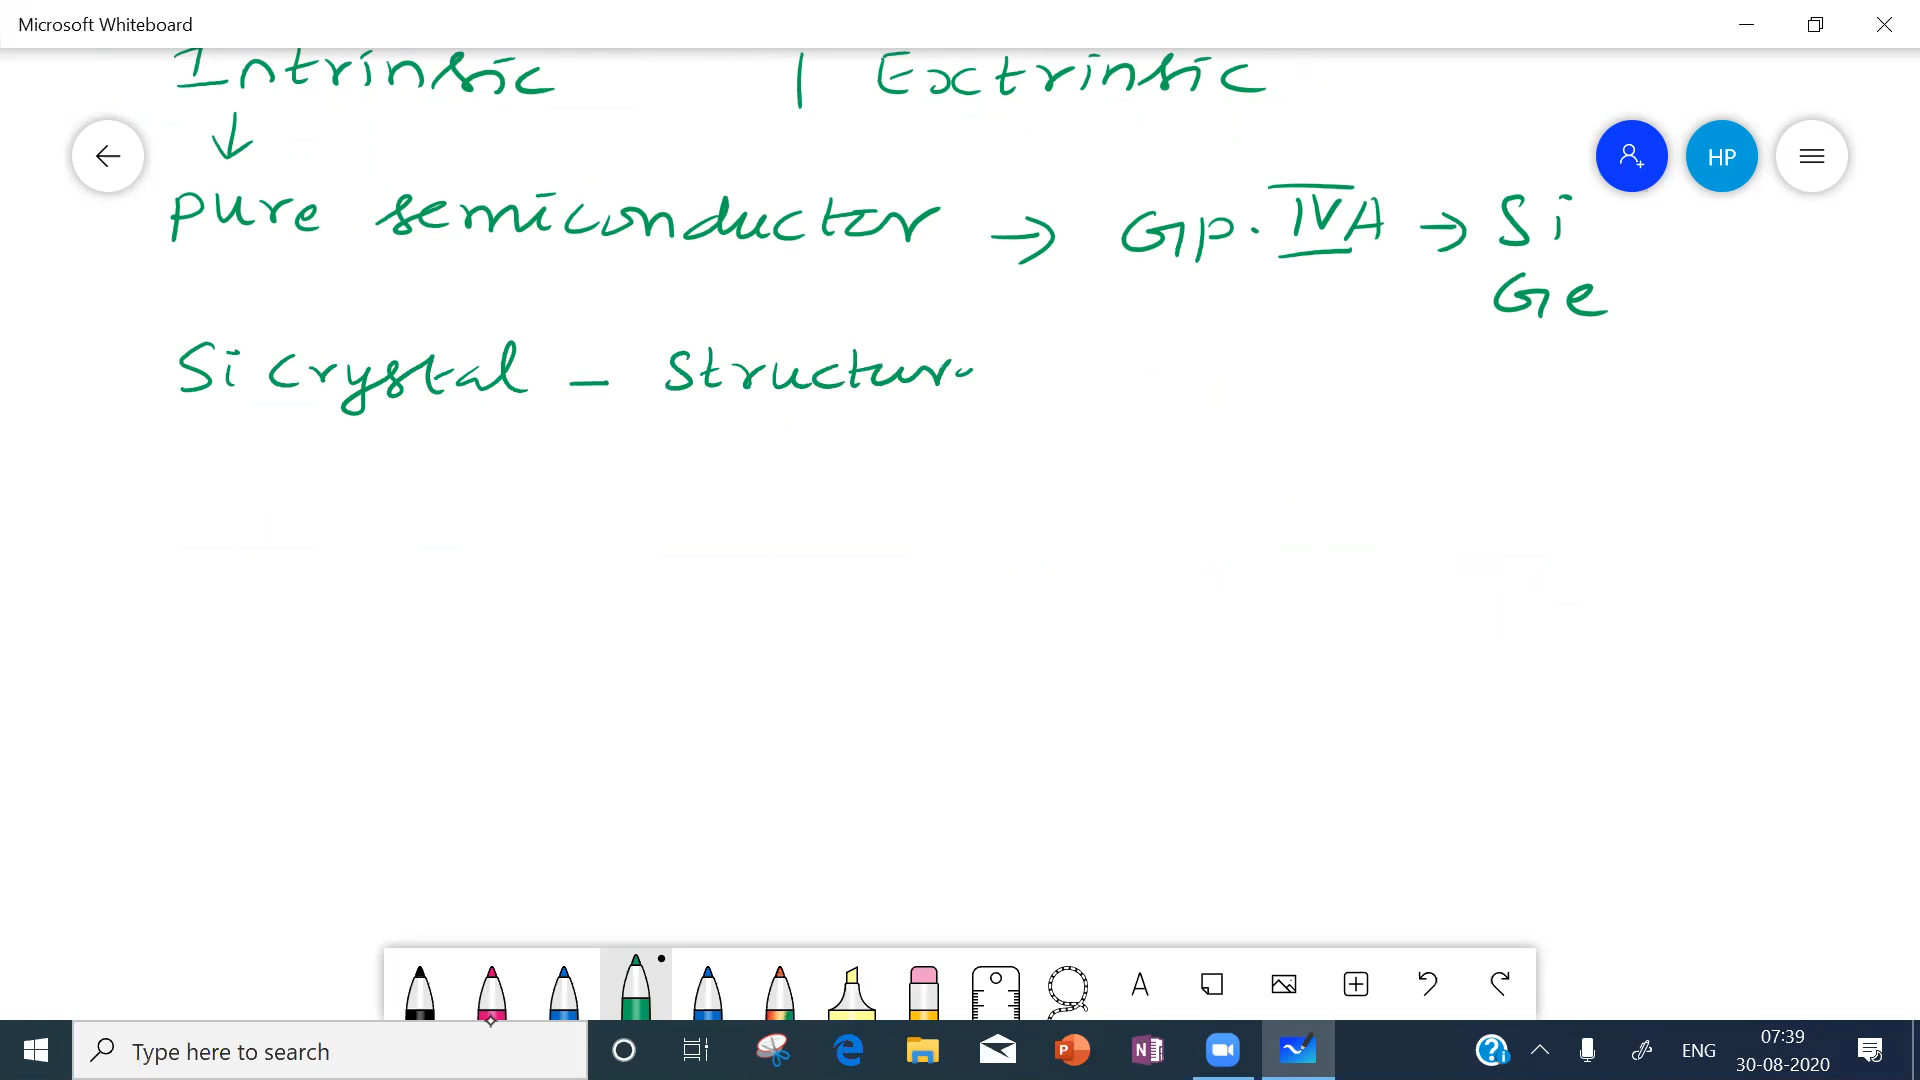 Microsoft Whiteboard
Intrinsic | Extrinsic
↓
HP
pure semiconductor → Gp. IVA → Si
Ge
Si crystal - structure
A
Type here to search
ENG
07:39
30-08-2020